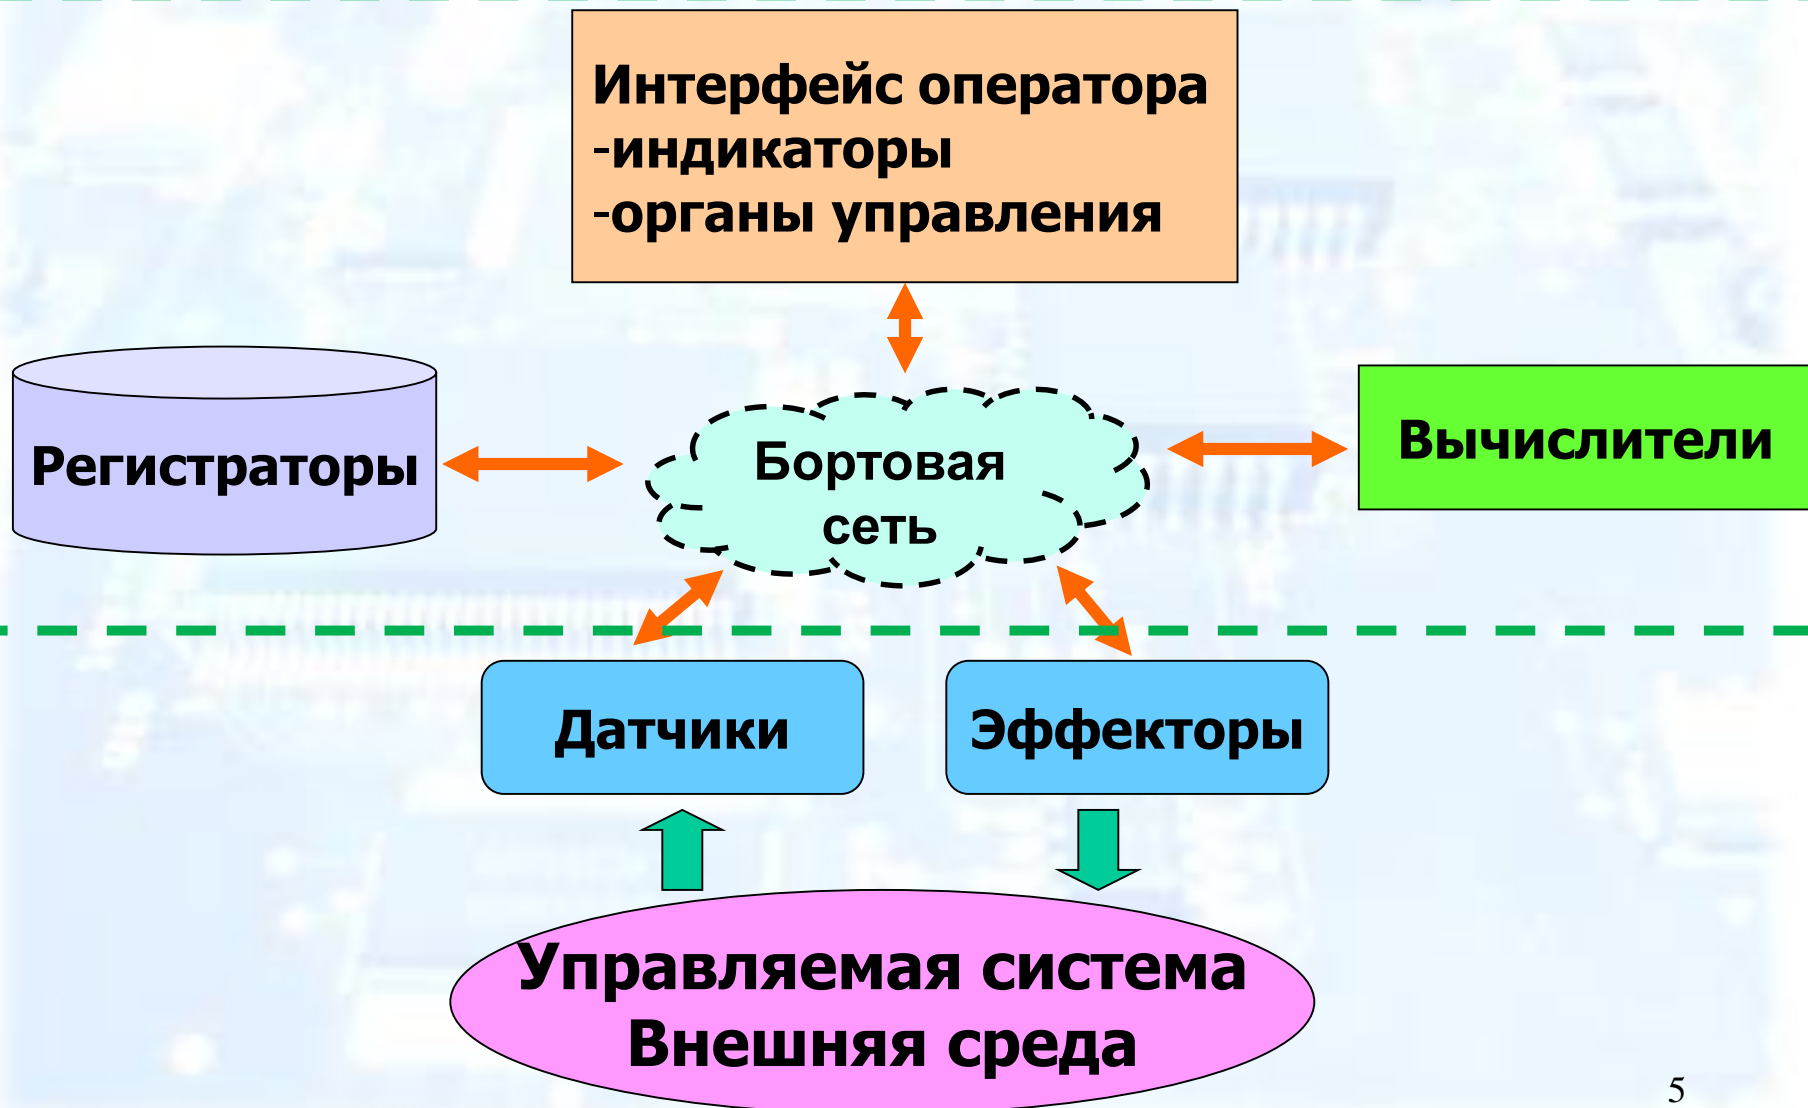 Интерфейс оператора
-индикаторы
-органы управления
Регистраторы
Бортовая
сеть
Вычислители
Датчики
Эффекторы
Управляемая система
Внешняя среда
5